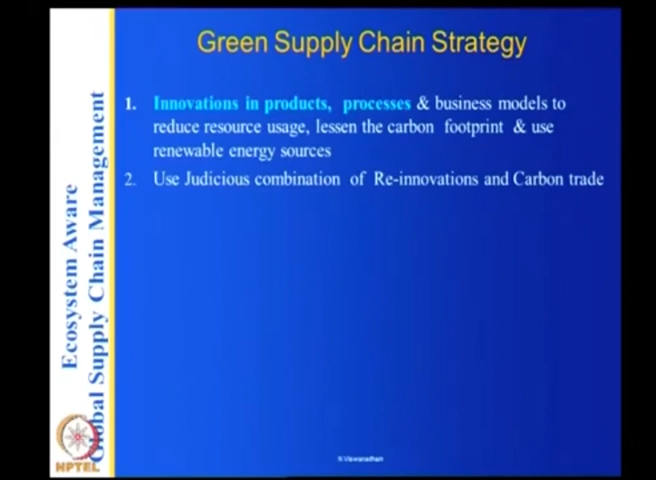 Green Supply Chain Strategy
1. Innovations in products, processes & business models to
reduce resource usage, lessen the carbon footprint & use
renewable energy sources
2. Use Judicious combination of Re-innovations and Carbon trade
Ecosystem Aware
Global Supply Chain Management
NPTEL
N.Viswanadham